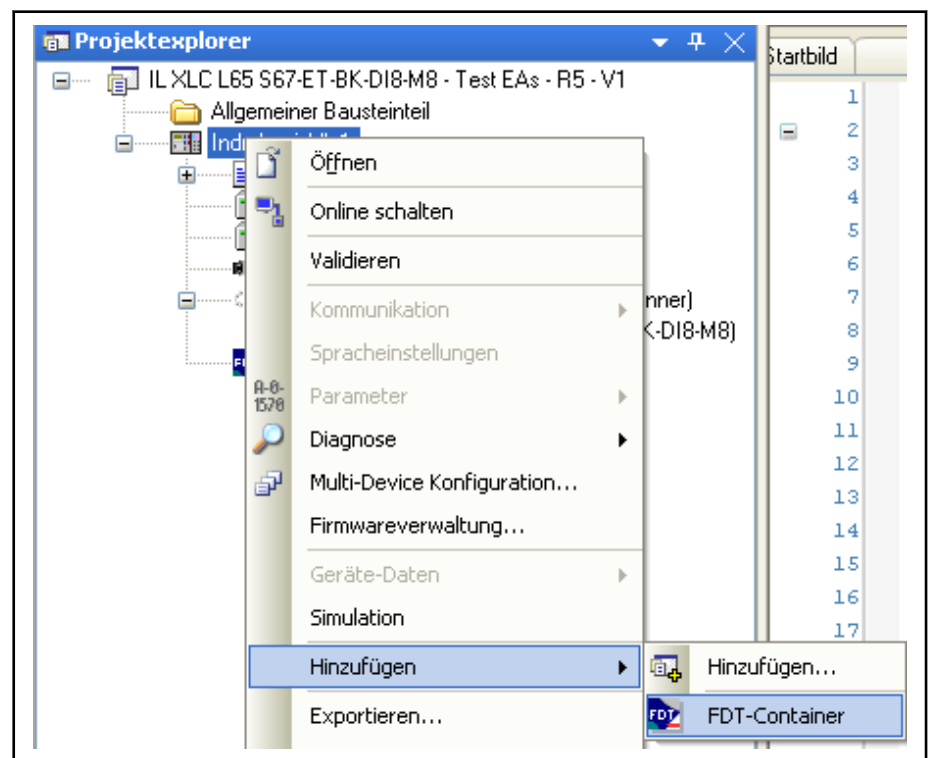 Projektexplorer
IL XLC L65 S67-ET-BK-DI8-M8 - Test EAs - R5 - V1
Allgemeiner Bausteinteil
Öffnen
Online schalten
Validieren
Kommunikation
nner)
Spracheinstellungen
K-DI8-M8)
A-0-
1570
Parameter
Diagnose
Multi-Device Konfiguration...
Firmwareverwaltung...
Geräte-Daten
Simulation
Hinzufügen
Exportieren...
Hinzufügen...
FDT
FDT-Container
Startbild
1
2
3
4
5
6
7
8
9
10
11
12
13
14
15
16
17